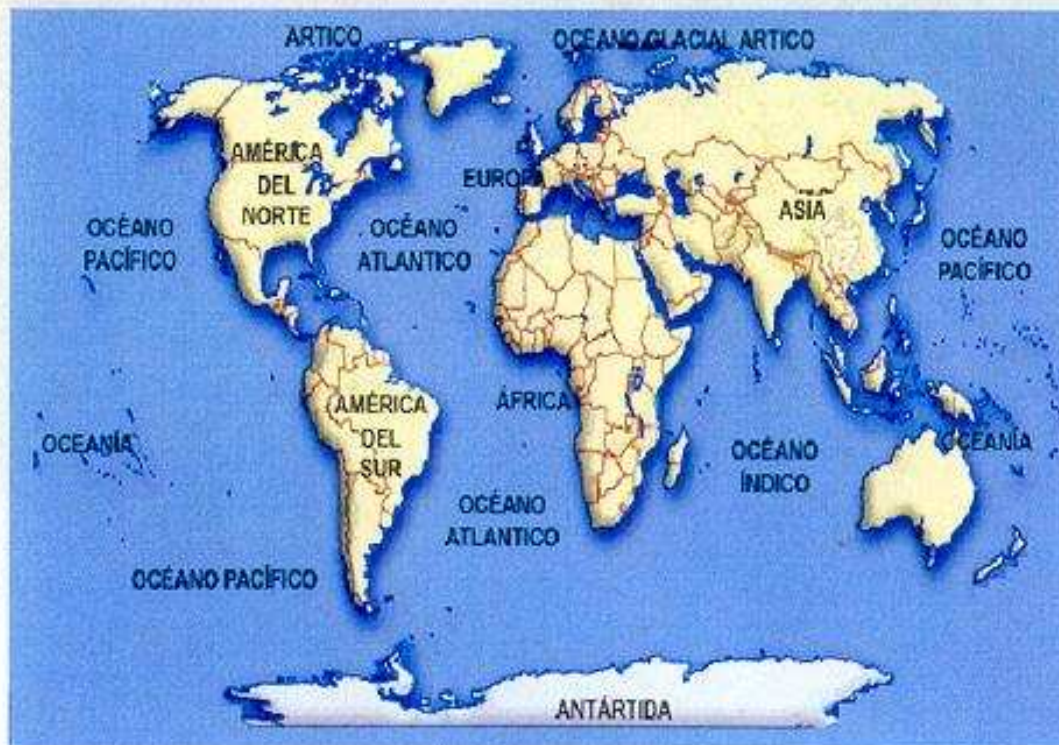 ARTICO
OCEANO GLACIAL ARTICO
AMÉRICA
DEL
NORTE
EUROPA
ASIA
OCÉANO
PACÍFICO
OCÉANO
ATLANTICO
OCÉANO
PACÍFICO
ÁFRICA
AMÉRICA
DEL
SUR
OCEANÍA
OCEANÍA
OCÉANO
ÍNDICO
OCÉANO
ATLANTICO
OCÉANO PACÍFICO
ANTÁRTIDA